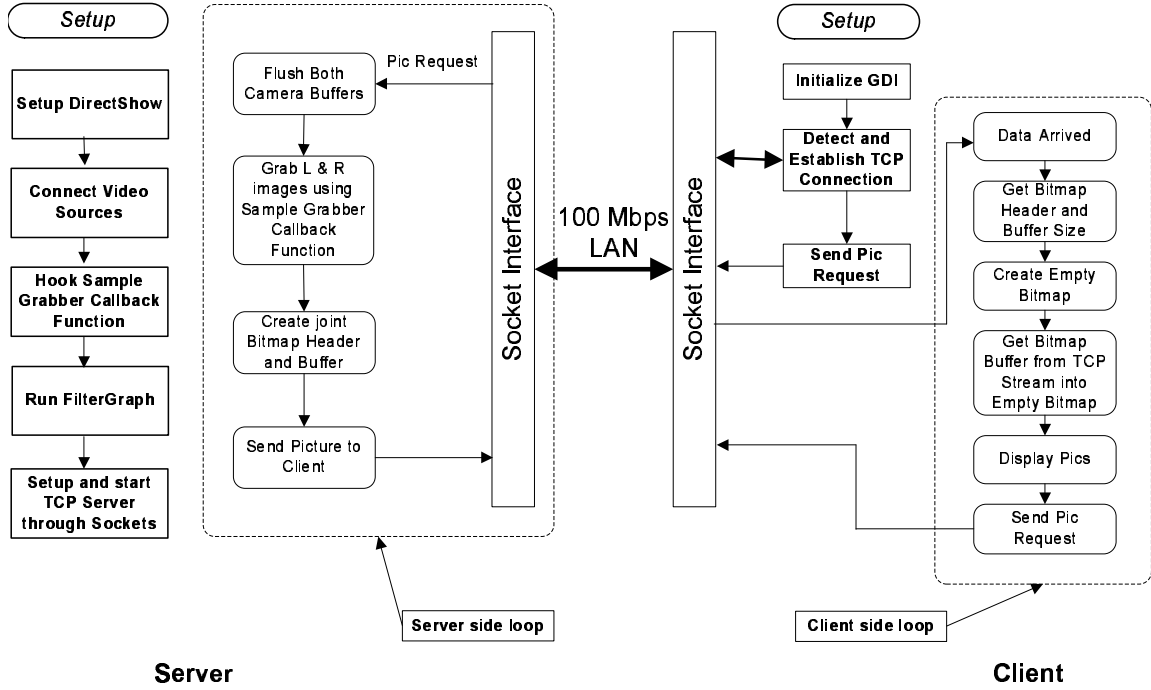 Setup
Setup DirectShow
Connect Video
Sources
Hook Sample
Grabber Callback
Function
Run FilterGraph
Setup and start
TCP Server
through Sockets
Flush Both
Camera Buffers
Pic Request
Grab L & R
images using
Sample Grabber
Callback
Function
Create joint
Bitmap Header
and Buffer
Send Picture to
Client
Socket Interface
Server side loop
Server
100 Mbps
LAN
Socket Interface
Setup
Initialize GDI
Detect and
Establish TCP
Connection
Send Pic
Request
Data Arrived
Get Bitmap
Header and
Buffer Size
Create Empty
Bitmap
Get Bitmap
Buffer from TCP
Stream into
Empty Bitmap
Display Pics
Send Pic
Request
Client side loop
Client